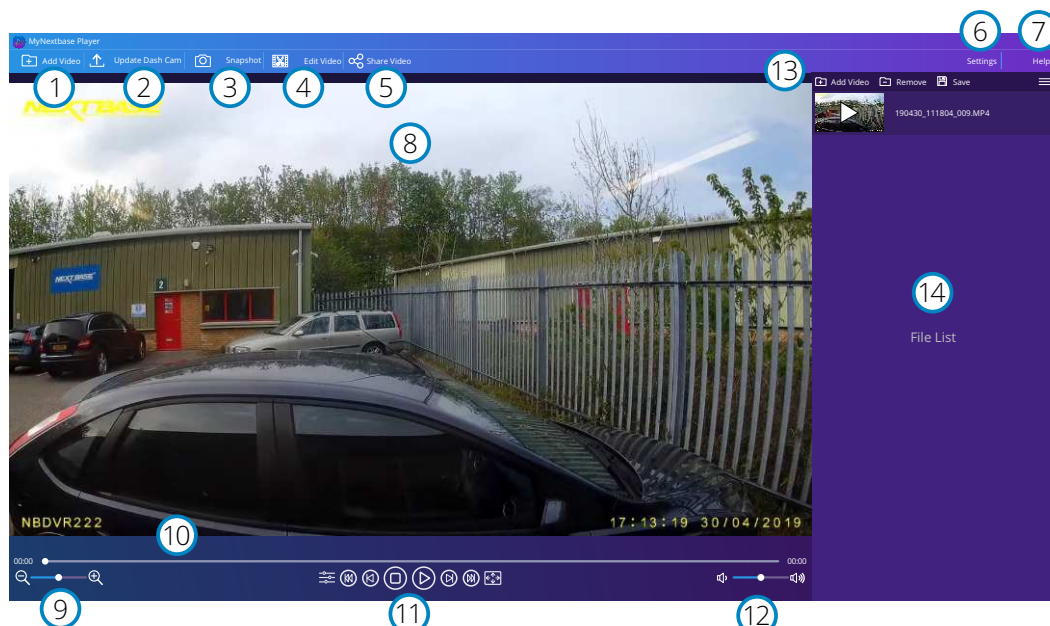 MyNextbase Player
6
7
Add Video
Update Dash Cam
Snapshot
Edit Video
Share Video
Settings
Help
1
2
3
4
5
13
Add Video
Remove
Save
NEXTBASE
190430_111804_009.MP4
8
NEXTBASE
2
14
File List
NBDVR222
17:13:19 30/04/2019
10
00:00
00:00
9
11
12